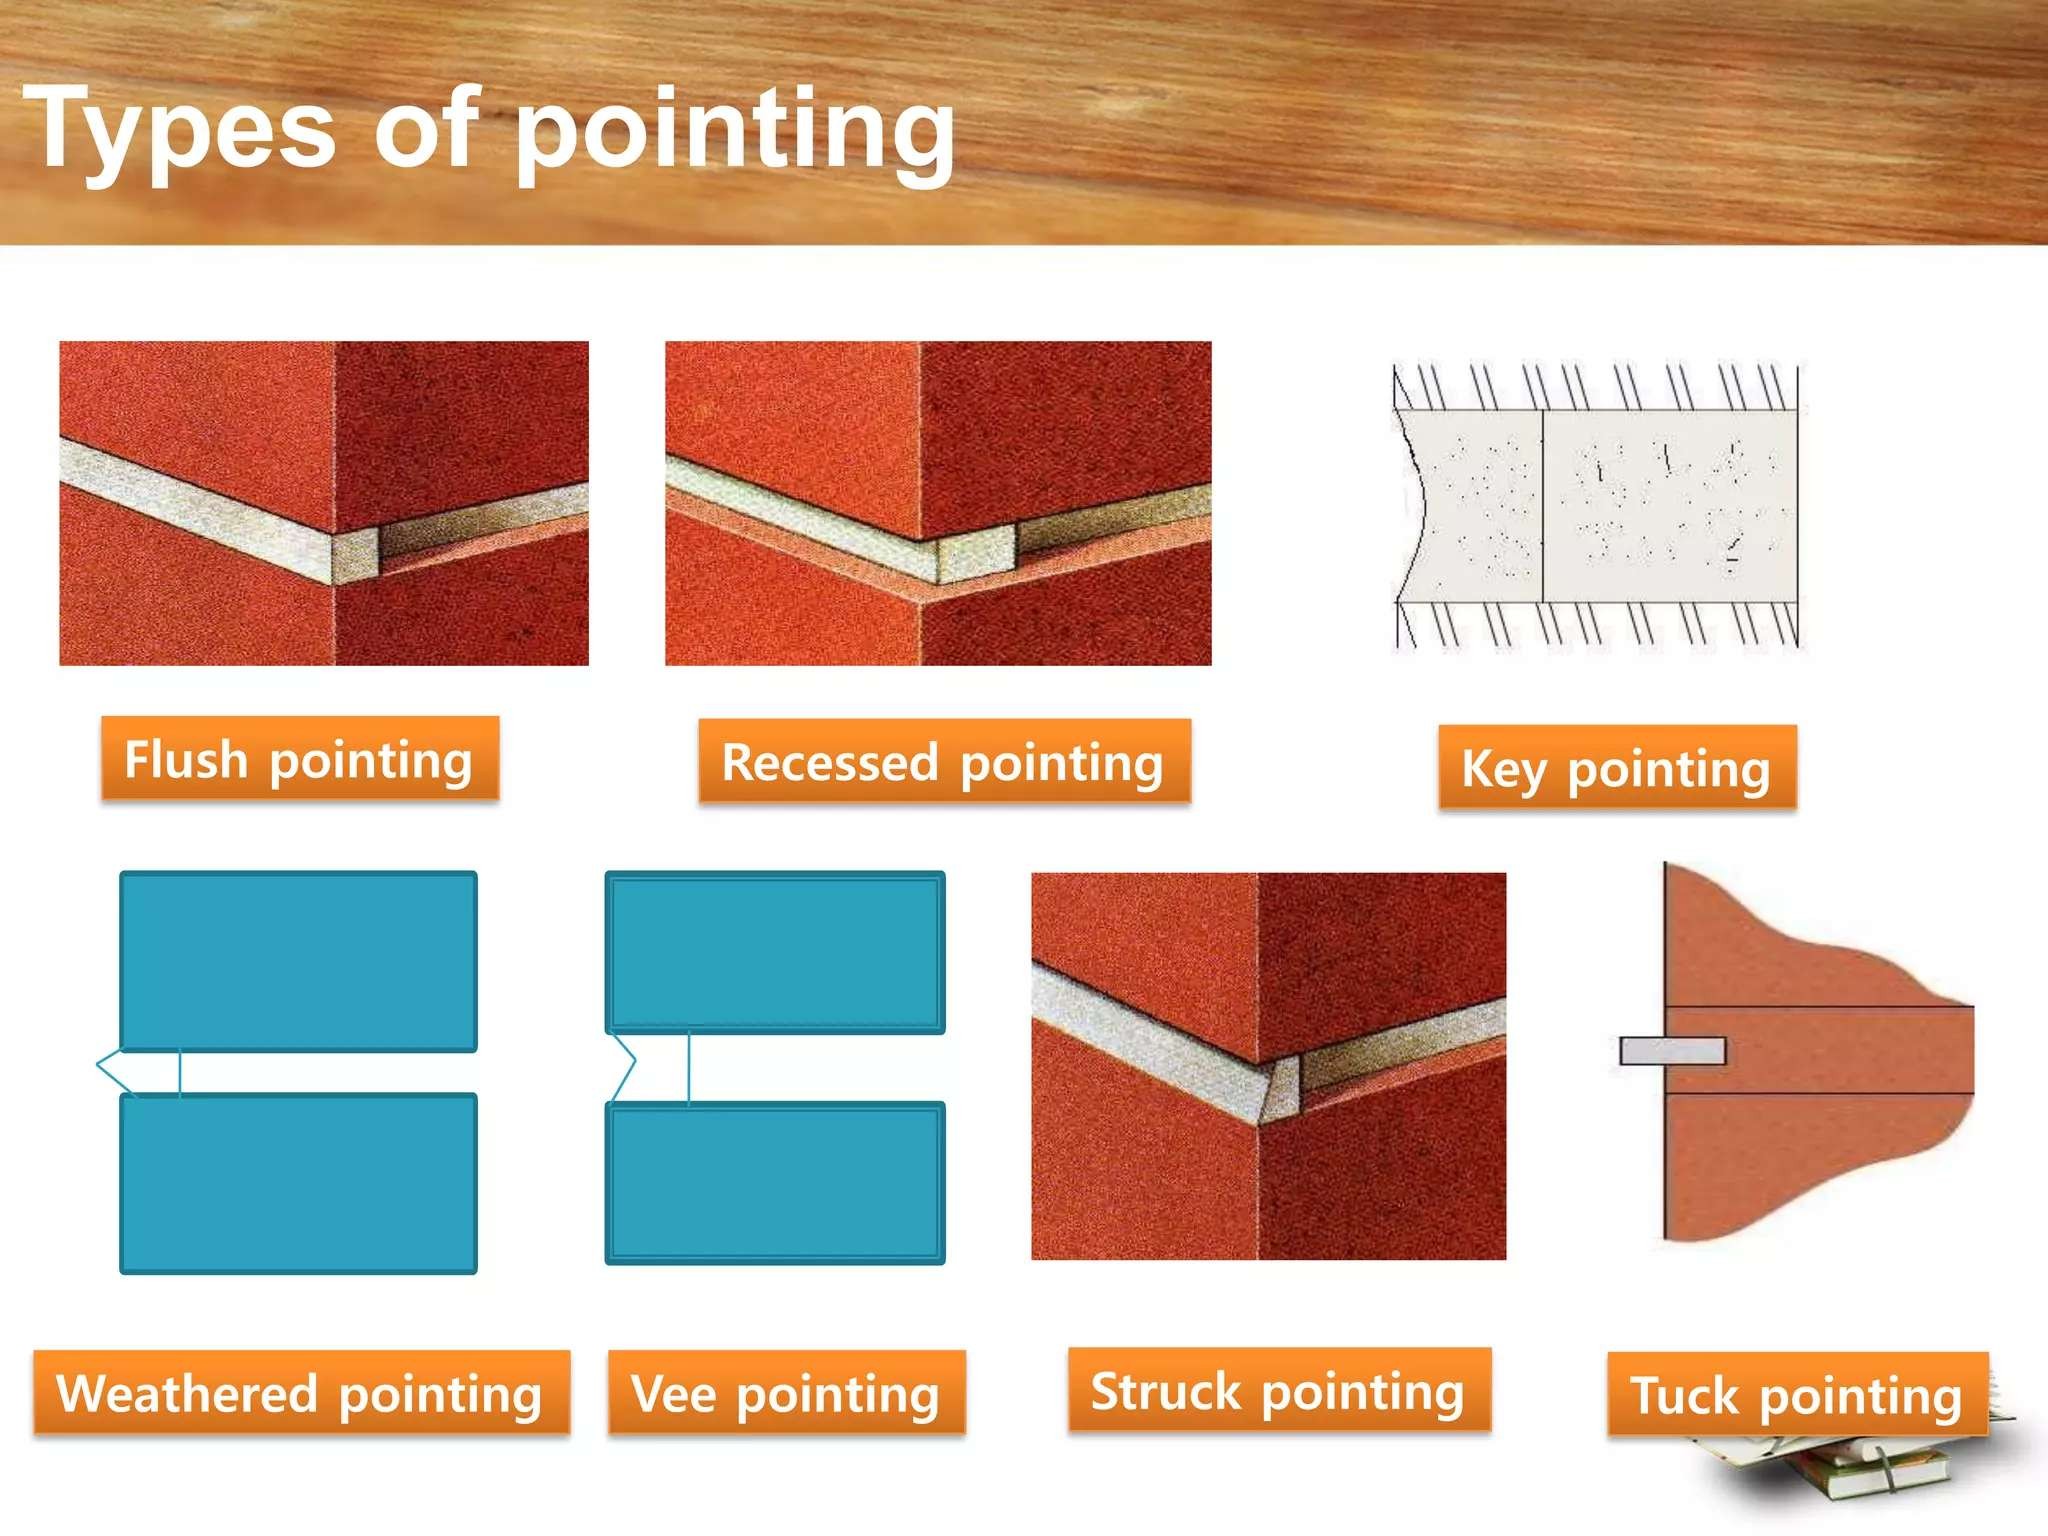 Types of pointing
Flush pointing
Recessed pointing
Key pointing
Weathered pointing
Vee pointing
Struck pointing
Tuck pointing